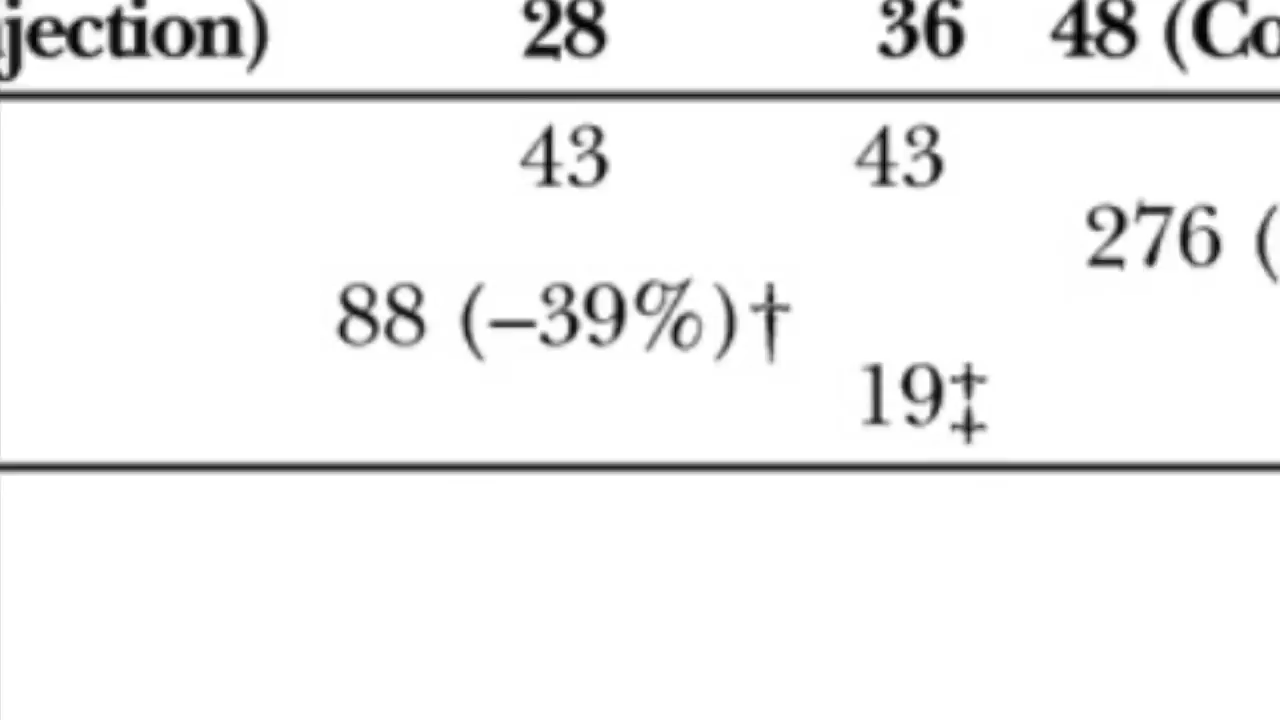 jection) 28 36 48 (Co
43 43
276 (
88 (–39%)†
19‡